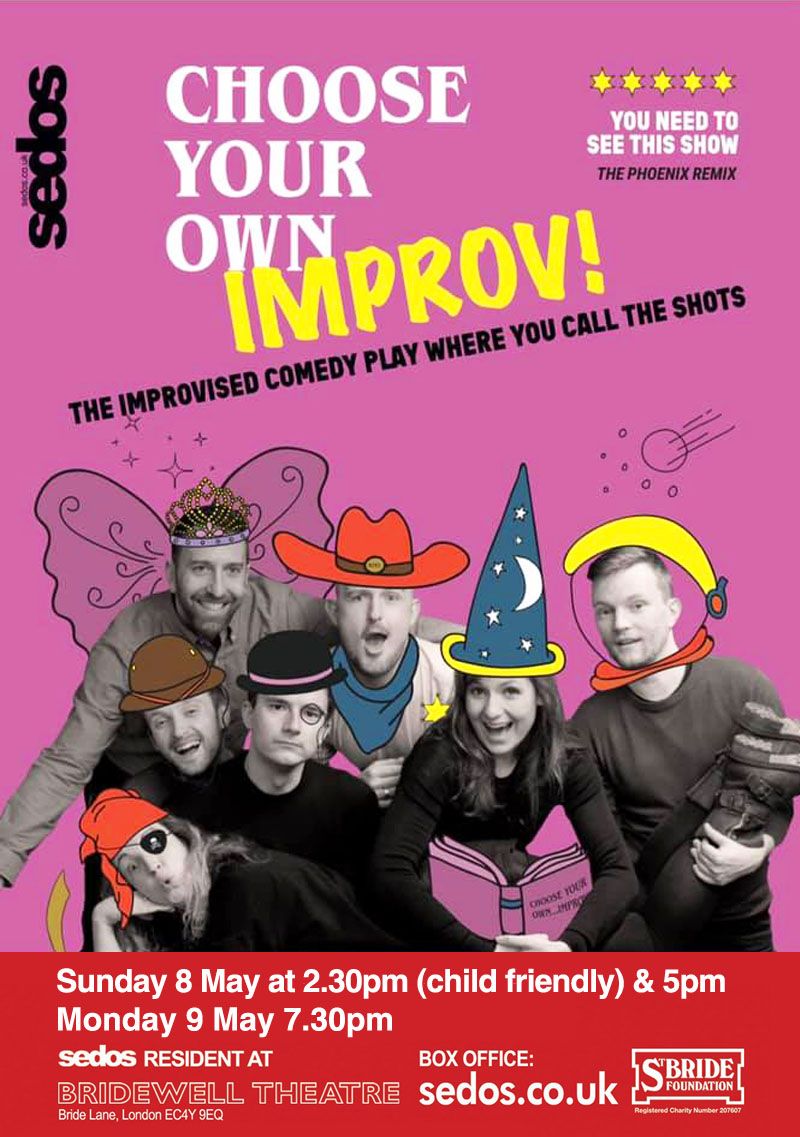 sedos
sedos.co.uk
CHOOSE
YOUR
OWN
IMPROV!
YOU NEED TO
SEE THIS SHOW
THE PHOENIX REMIX
THE IMPROVISED COMEDY PLAY WHERE YOU CALL THE SHOTS
CHOOSE YOUR
OWN...IMPRO
Sunday 8 May at 2.30pm (child friendly) & 5pm
Monday 9 May 7.30pm
sedos RESIDENT AT
BRIDEWELL THEATRE
Bride Lane, London EC4Y 9EQ
BOX OFFICE:
sedos.co.uk
ST BRIDE
FOUNDATION
Registered Charity Number 207607